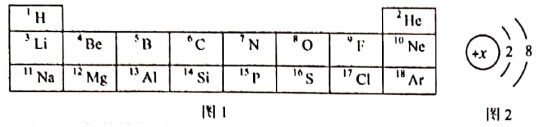 ¹H ²He
³Li ⁴Be ⁵B ⁶C ⁷N ⁸O ⁹F ¹⁰Ne
¹¹Na ¹²Mg ¹³Al ¹⁴Si ¹⁵P ¹⁶S ¹⁷Cl ¹⁸Ar
图 1
+x 2 8
图 2